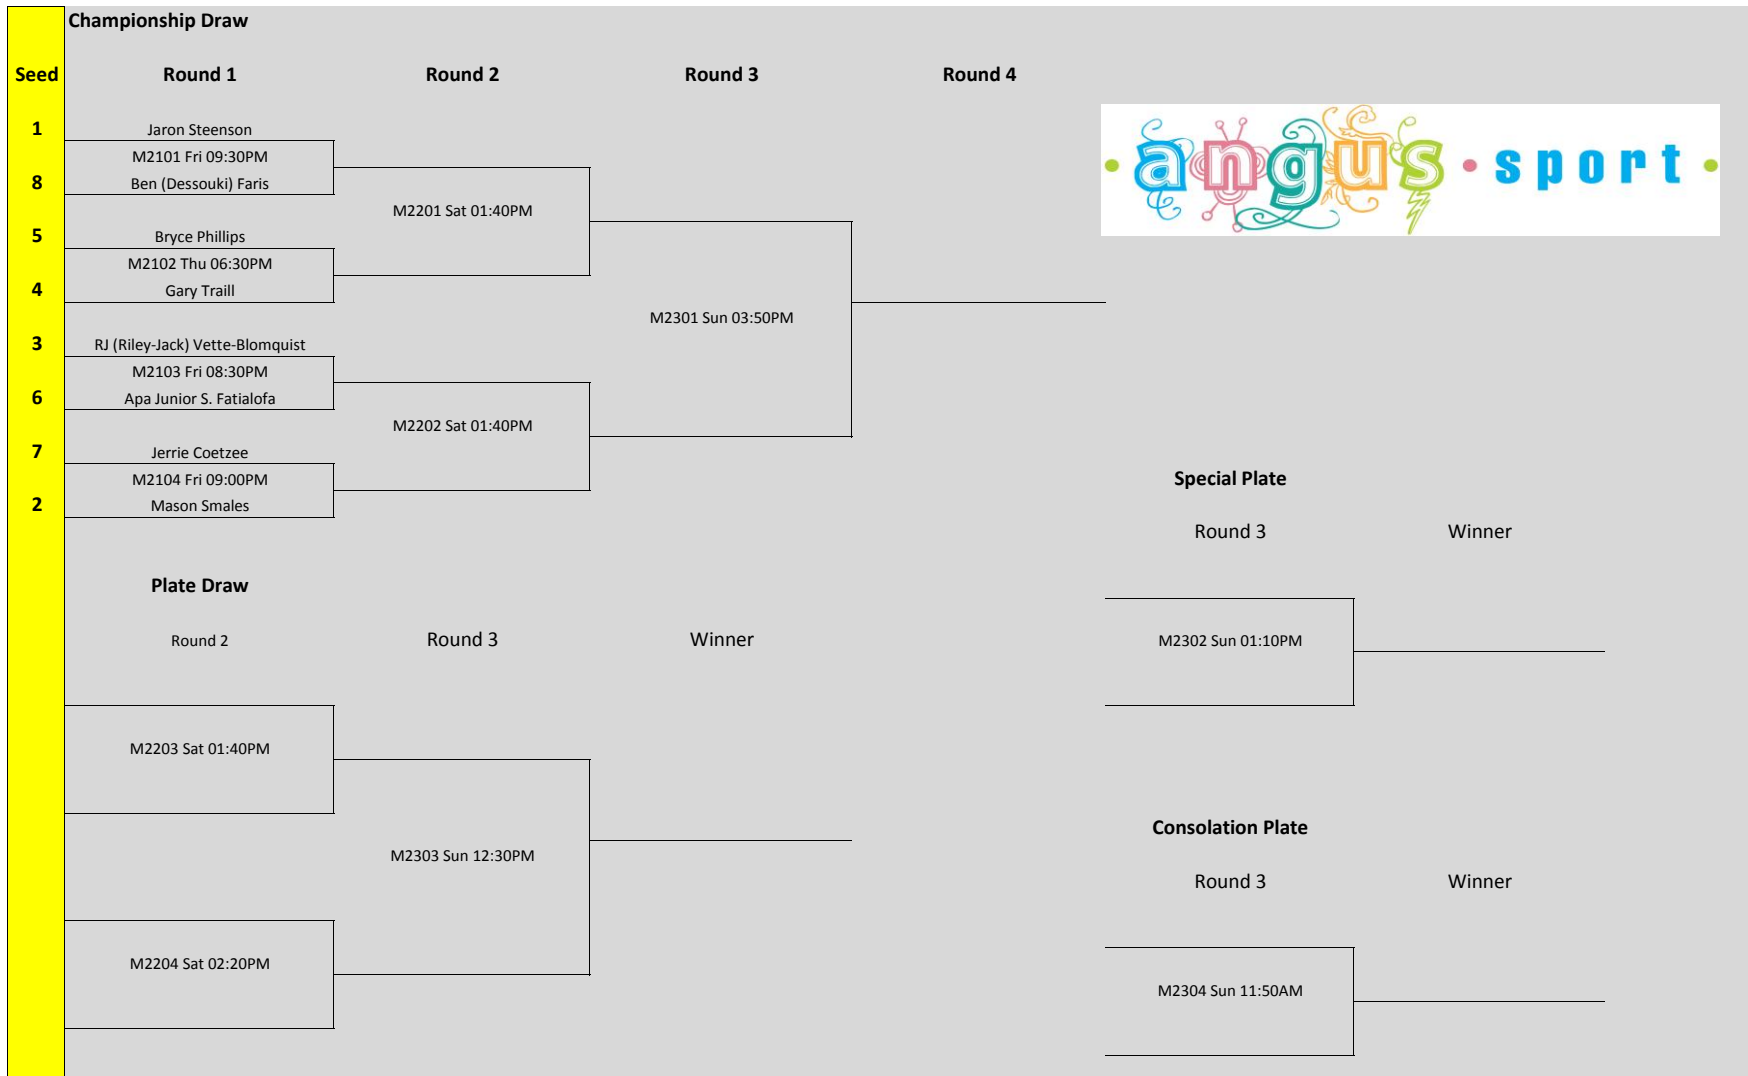 Championship Draw
Seed Round 1 Round 2 Round 3 Round 4
1 Jaron Steenson
M2101 Fri 09:30PM
8 Ben (Dessouki) Faris
M2201 Sat 01:40PM
5 Bryce Phillips
M2102 Thu 06:30PM
4 Gary Traill
M2301 Sun 03:50PM
3 RJ (Riley-Jack) Vette-Blomquist
M2103 Fri 08:30PM
6 Apa Junior S. Fatialofa
M2202 Sat 01:40PM
7 Jerrie Coetzee
M2104 Fri 09:00PM
2 Mason Smales
• angus • sport •
Special Plate
Round 3 Winner
M2302 Sun 01:10PM
Plate Draw
Round 2 Round 3 Winner
M2203 Sat 01:40PM
M2303 Sun 12:30PM
M2204 Sat 02:20PM
Consolation Plate
Round 3 Winner
M2304 Sun 11:50AM